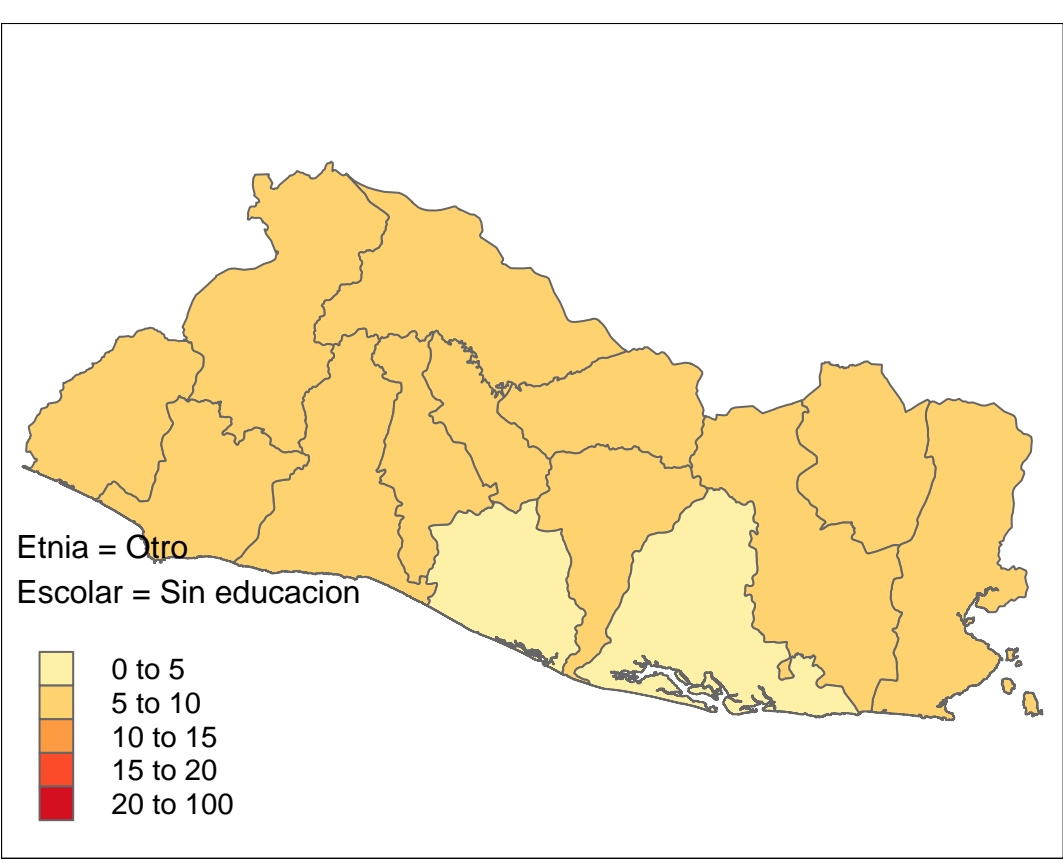 Etnia = Otro
Escolar = Sin educacion
0 to 5
5 to 10
10 to 15
15 to 20
20 to 100